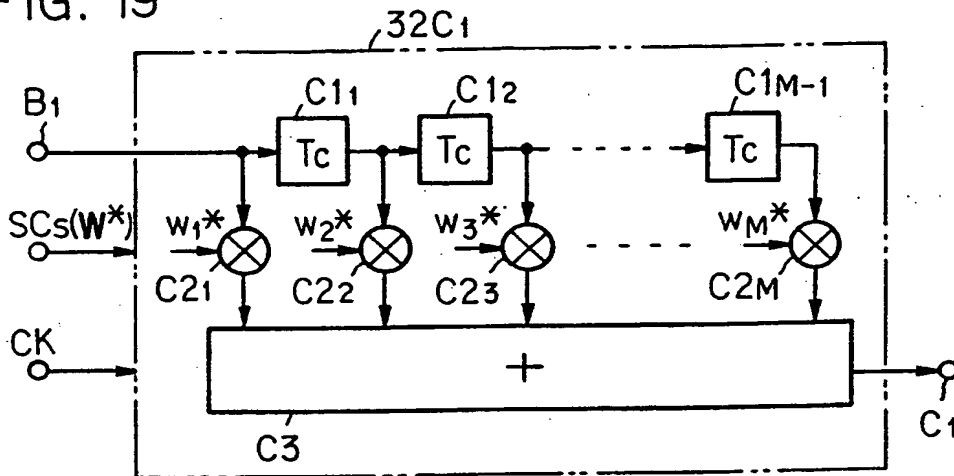 FIG. 19
32C1
B1
C11
C12
C1M-1
Tc
Tc
Tc
SCs(W*)
w1*
w2*
w3*
wM*
C21
C22
C23
C2M
CK
+
C3
C1